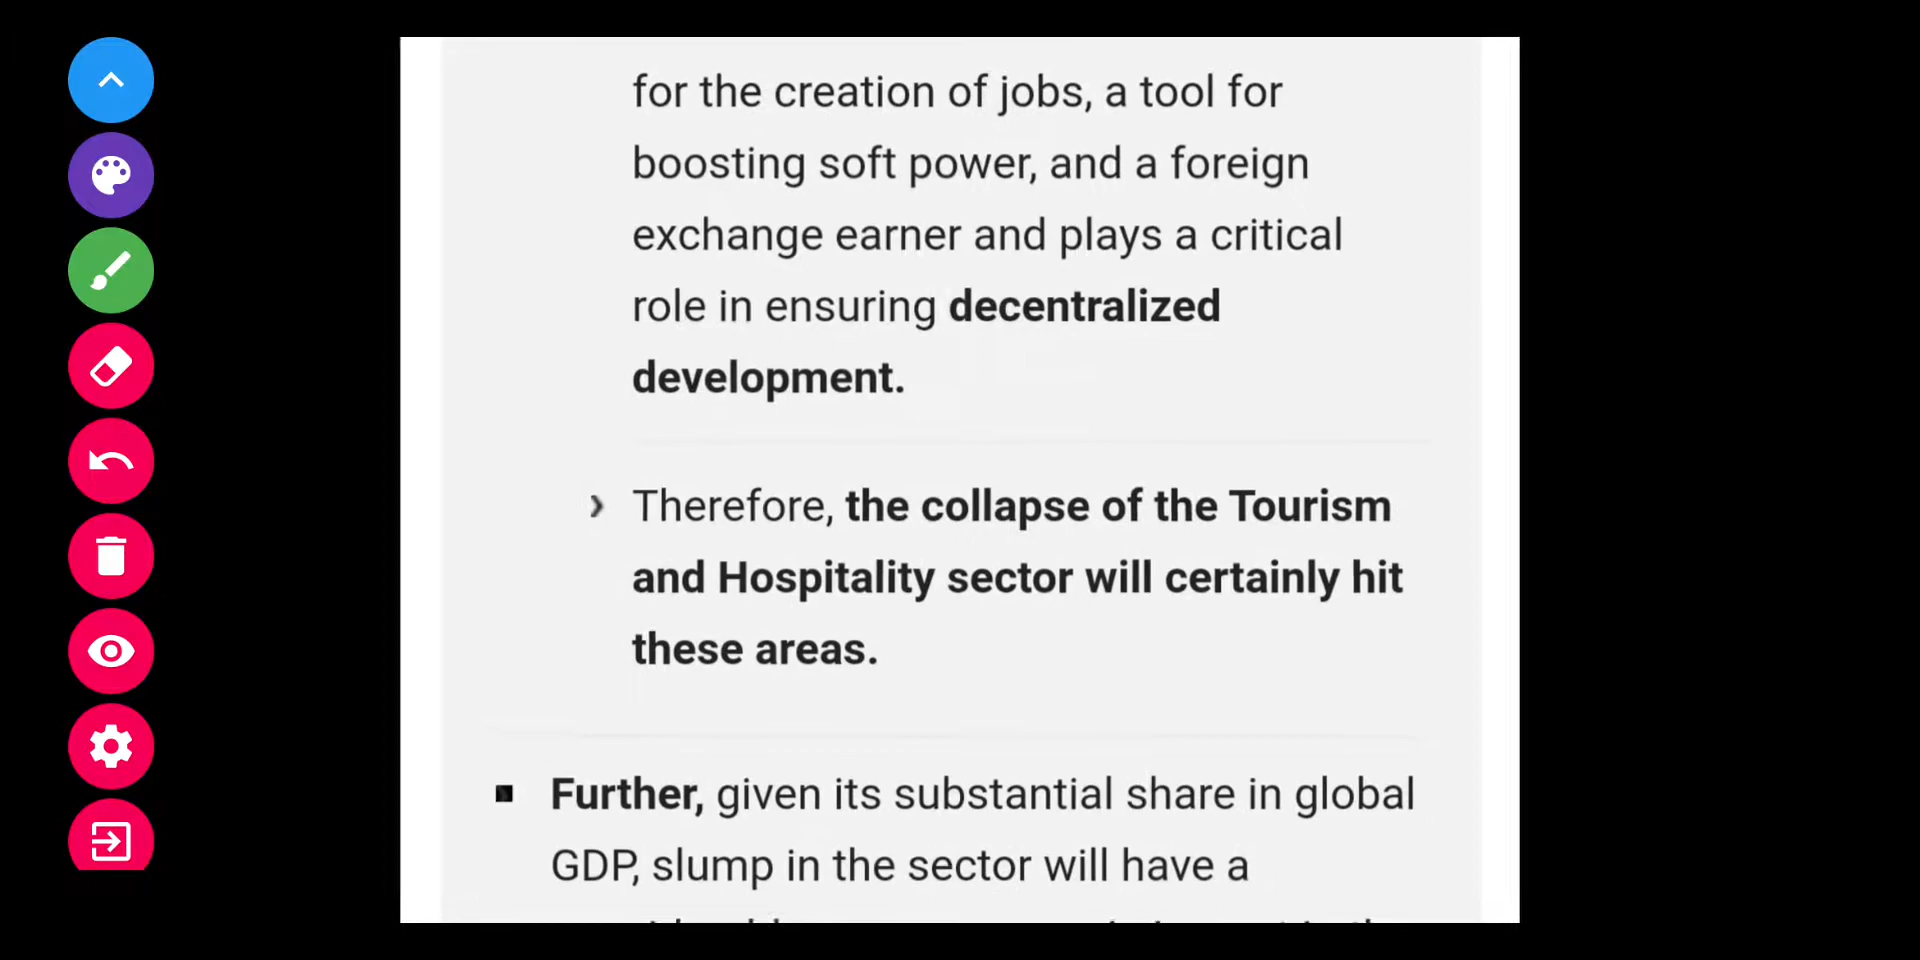 for the creation of jobs, a tool for
boosting soft power, and a foreign
exchange earner and plays a critical
role in ensuring decentralized
development.
Therefore, the collapse of the Tourism
and Hospitality sector will certainly hit
these areas.
Further, given its substantial share in global
GDP, slump in the sector will have a